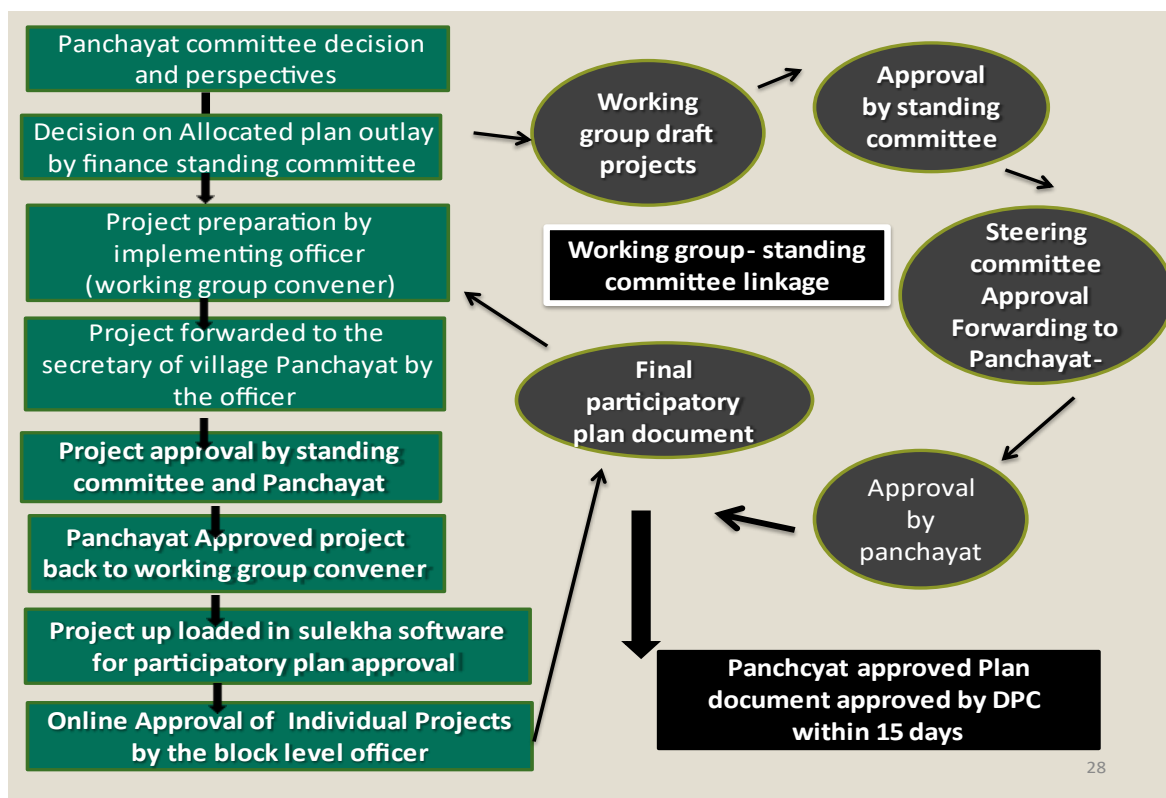 Panchayat committee decision
and perspectives
Decision on Allocated plan outlay
by finance standing committee
Project preparation by
implementing officer
(working group convener)
Project forwarded to the
secretary of village Panchayat by
the officer
Project approval by standing
committee and Panchayat
Panchayat Approved project
back to working group convener
Project up loaded in sulekha software
for participatory plan approval
Online Approval of Individual Projects
by the block level officer
Working
group draft
projects
Approval
by standing
committee
Steering
committee
Approval
Forwarding to
Panchayat-
Approval
by
panchayat
Final
participatory
plan document
Working group- standing
committee linkage
Panchcyat approved Plan
document approved by DPC
within 15 days
28